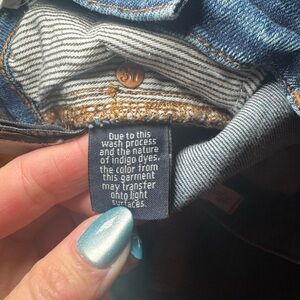 Due to this
wash process
and the nature
of indigo dyes,
the color from
this garment
may transfer
onto light
surfaces.